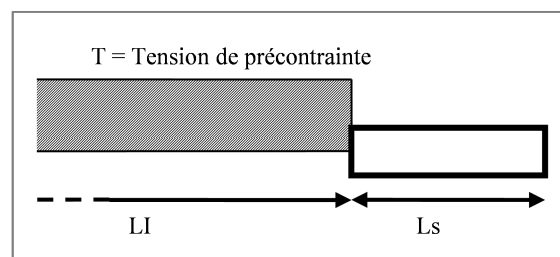 T = Tension de précontrainte
LI
Ls